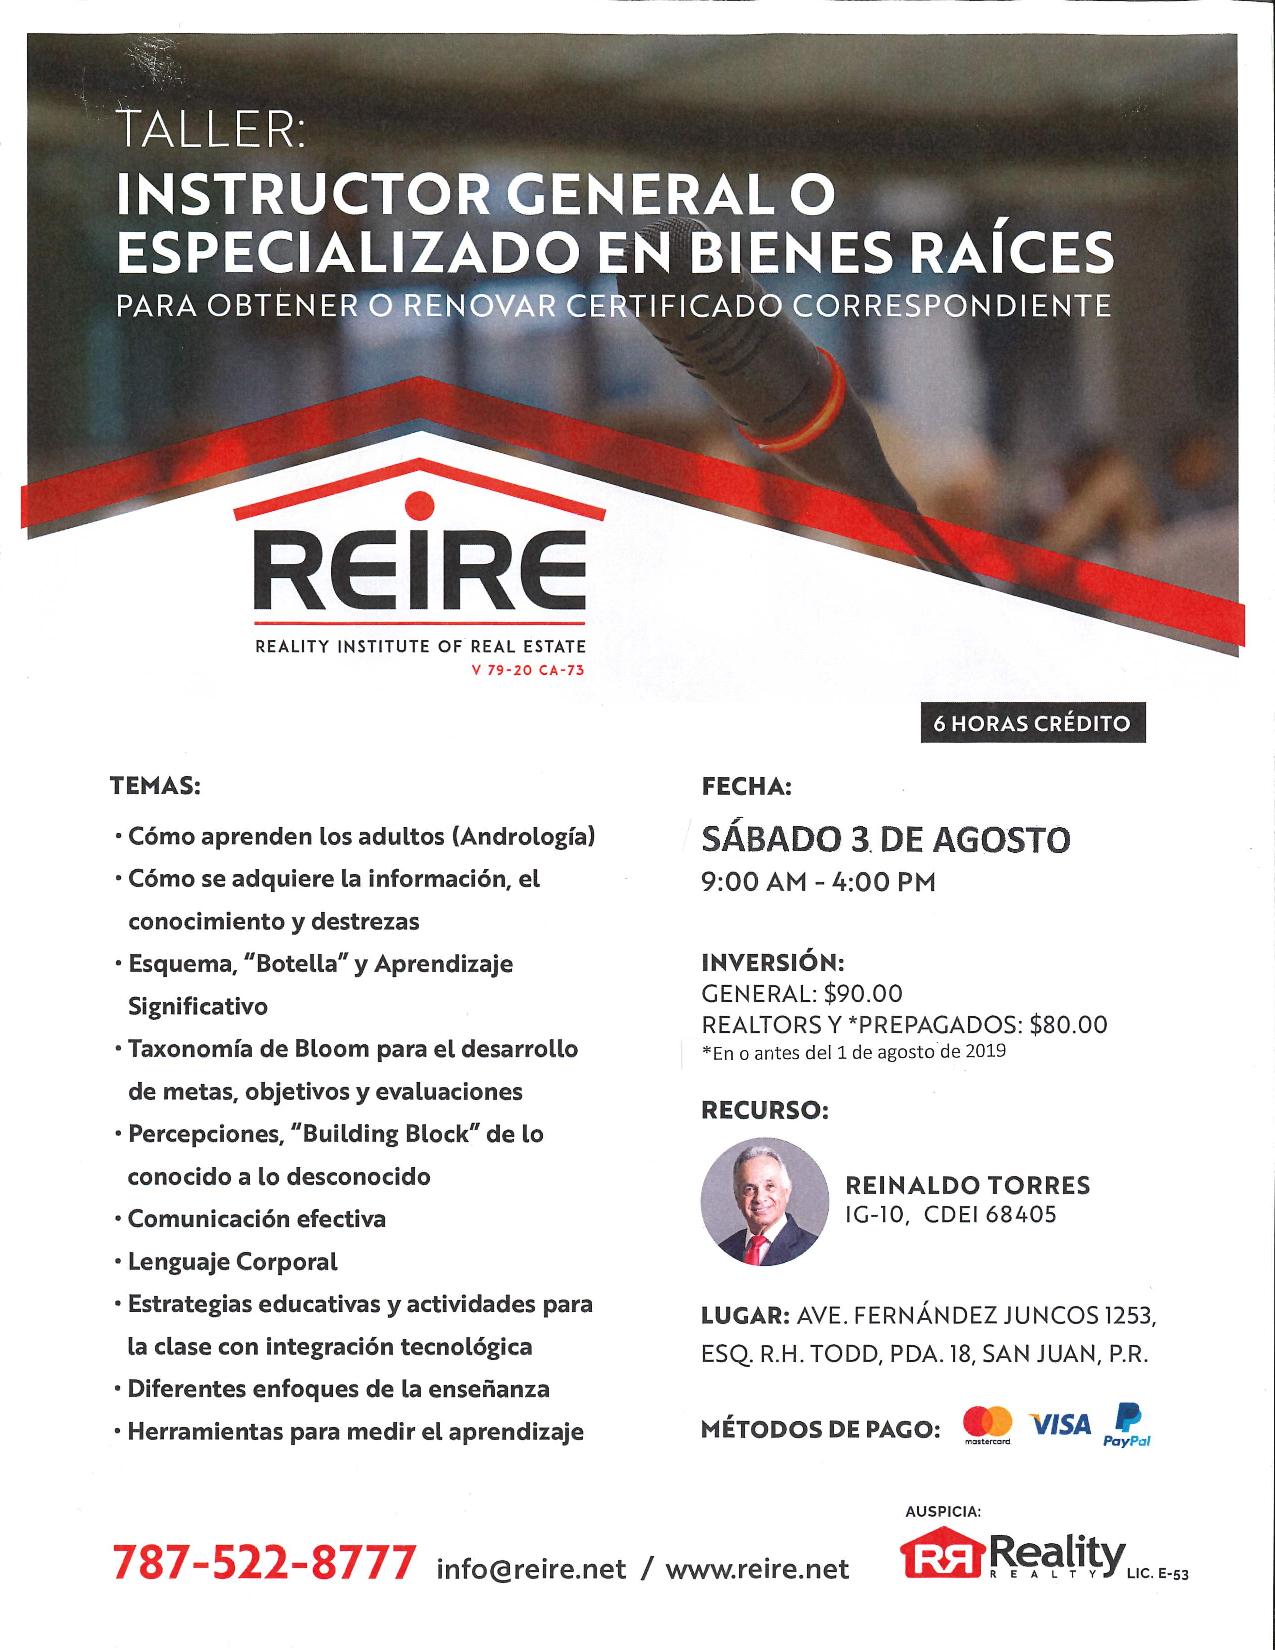 TALLER:
INSTRUCTOR GENERAL O
ESPECIALIZADO EN BIENES RAÍCES
PARA OBTENER O RENOVAR CERTIFICADO CORRESPONDIENTE
REIRE
REALITY INSTITUTE OF REAL ESTATE
V 79-20 CA-73
6 HORAS CRÉDITO
TEMAS:
• Cómo aprenden los adultos (Andrología)
• Cómo se adquiere la información, el
conocimiento y destrezas
• Esquema, “Botella” y Aprendizaje
Significativo
• Taxonomía de Bloom para el desarrollo
de metas, objetivos y evaluaciones
• Percepciones, “Building Block” de lo
conocido a lo desconocido
• Comunicación efectiva
• Lenguaje Corporal
• Estrategias educativas y actividades para
la clase con integración tecnológica
• Diferentes enfoques de la enseñanza
• Herramientas para medir el aprendizaje
FECHA:
SÁBADO 3 DE AGOSTO
9:00 AM - 4:00 PM
INVERSIÓN:
GENERAL: $90.00
REALTORS Y *PREPAGADOS: $80.00
*En o antes del 1 de agosto de 2019
RECURSO:
REINALDO TORRES
IG-10, CDEI 68405
LUGAR: AVE. FERNÁNDEZ JUNCOS 1253,
ESQ. R.H. TODD, PDA. 18, SAN JUAN, P.R.
MÉTODOS DE PAGO: mastercard VISA PayPal
787-522-8777 info@reire.net / www.reire.net
AUSPICIA:
RR Reality
REALTY LIC. E-53